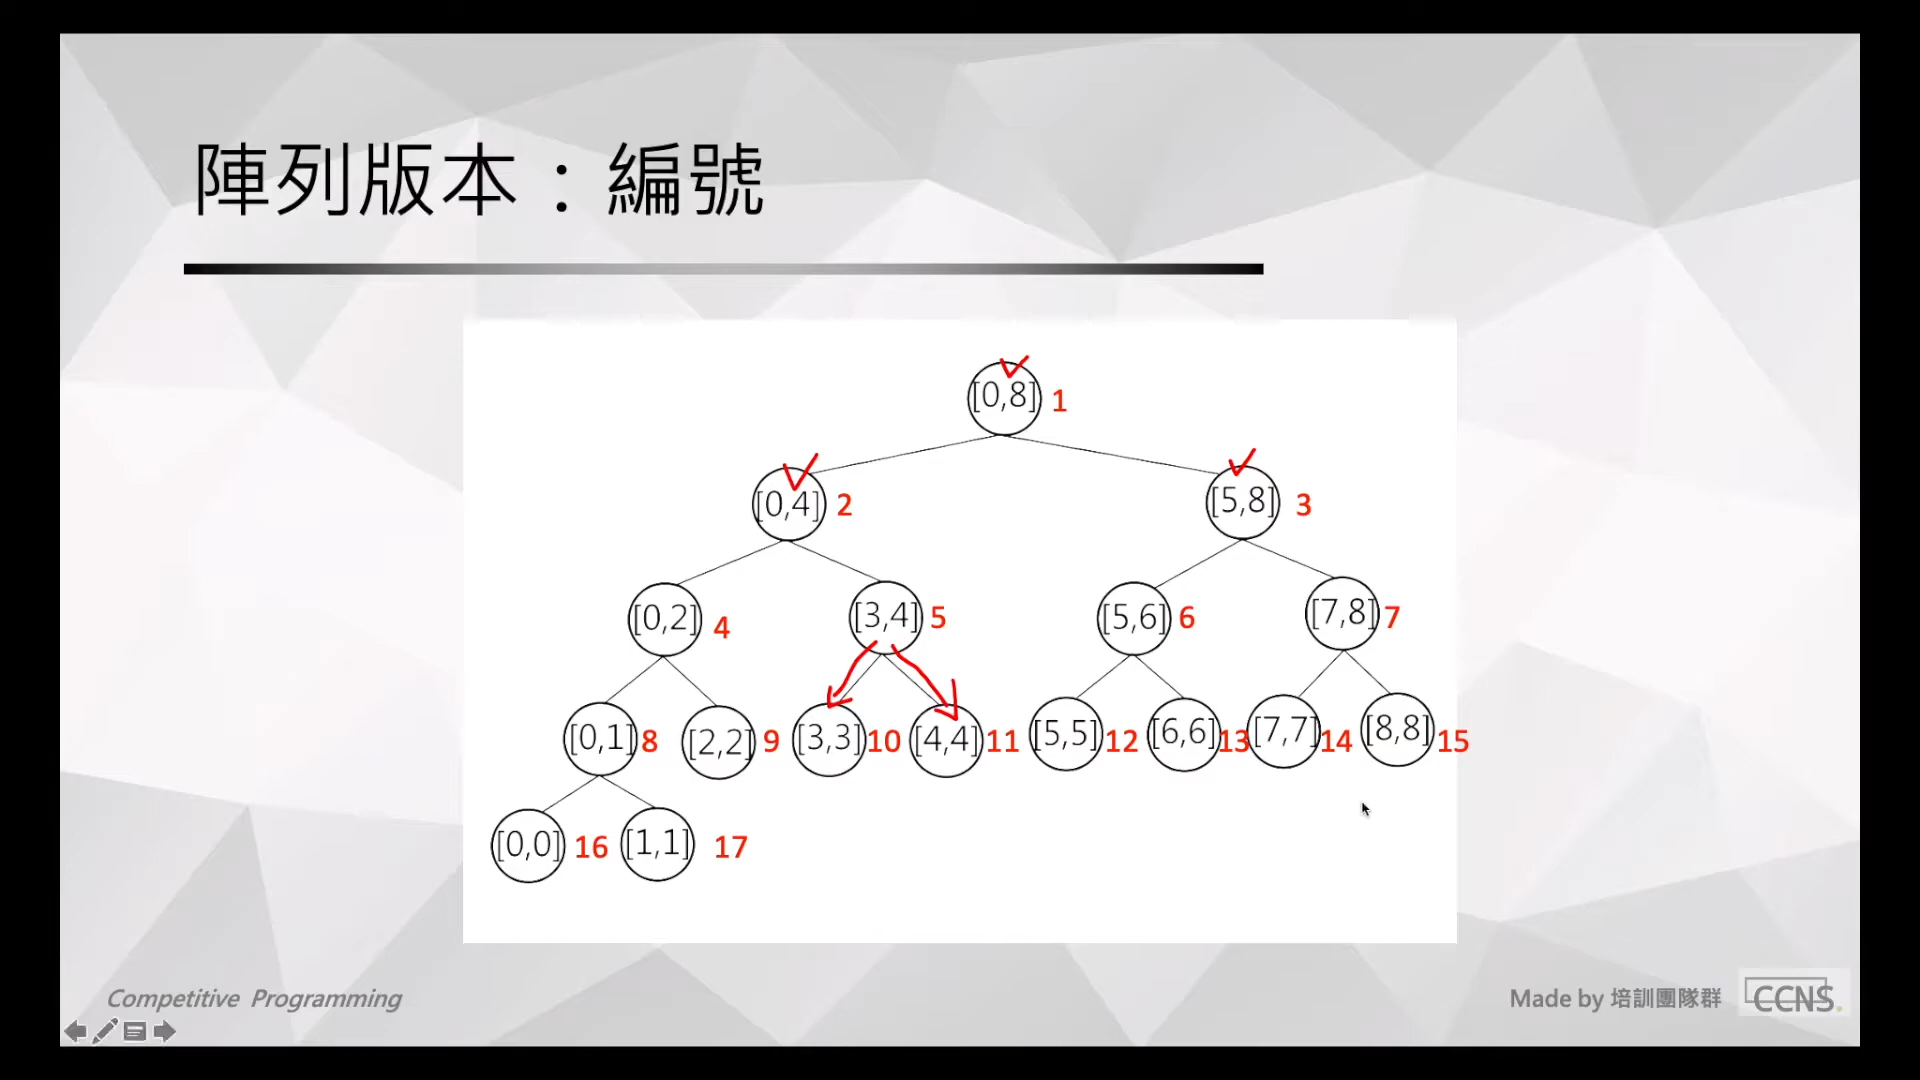 陣列版本：編號
[0,8] 1
[0,4] 2 [5,8] 3
[0,2] 4 [3,4] 5 [5,6] 6 [7,8] 7
[0,1] 8 [2,2] 9 [3,3] 10 [4,4] 11 [5,5] 12 [6,6] 13 [7,7] 14 [8,8] 15
[0,0] 16 [1,1] 17
Competitive Programming
Made by 培訓團隊群 CCNS.